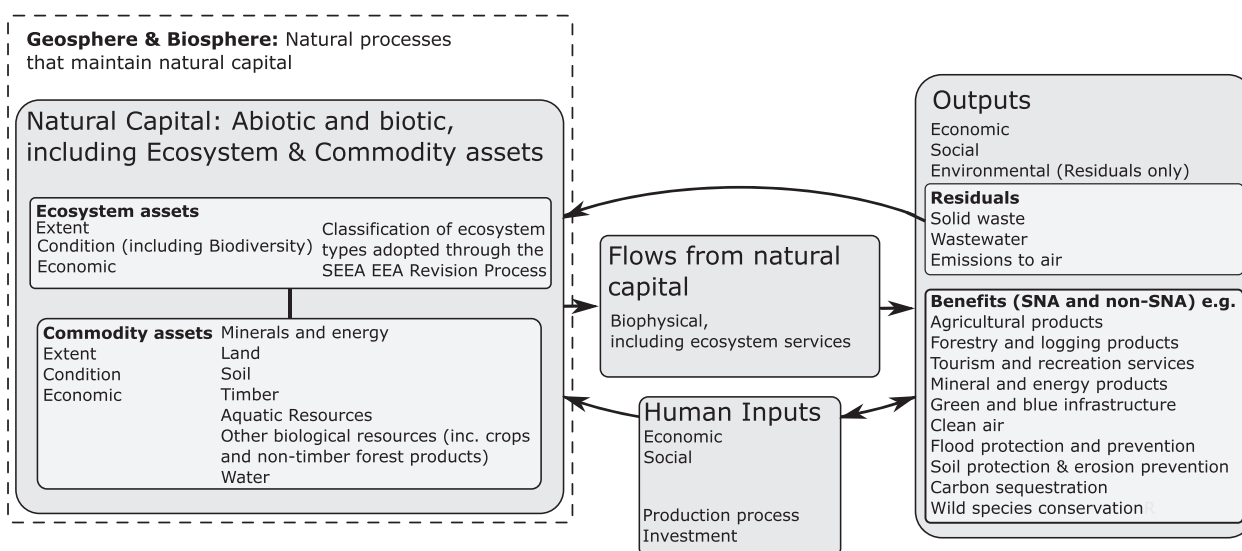 Geosphere & Biosphere: Natural processes
that maintain natural capital
Natural Capital: Abiotic and biotic,
including Ecosystem & Commodity assets
Ecosystem assets
Extent
Condition (including Biodiversity)
Economic
Classification of ecosystem
types adopted through the
SEEA EEA Revision Process
Commodity assets
Extent
Condition
Economic
Minerals and energy
Land
Soil
Timber
Aquatic Resources
Other biological resources (inc. crops
and non-timber forest products)
Water
Flows from natural
capital
Biophysical,
including ecosystem services
Human Inputs
Economic
Social
Production process
Investment
Outputs
Economic
Social
Environmental (Residuals only)
Residuals
Solid waste
Wastewater
Emissions to air
Benefits (SNA and non-SNA) e.g.
Agricultural products
Forestry and logging products
Tourism and recreation services
Mineral and energy products
Green and blue infrastructure
Clean air
Flood protection and prevention
Soil protection & erosion prevention
Carbon sequestration
Wild species conservation